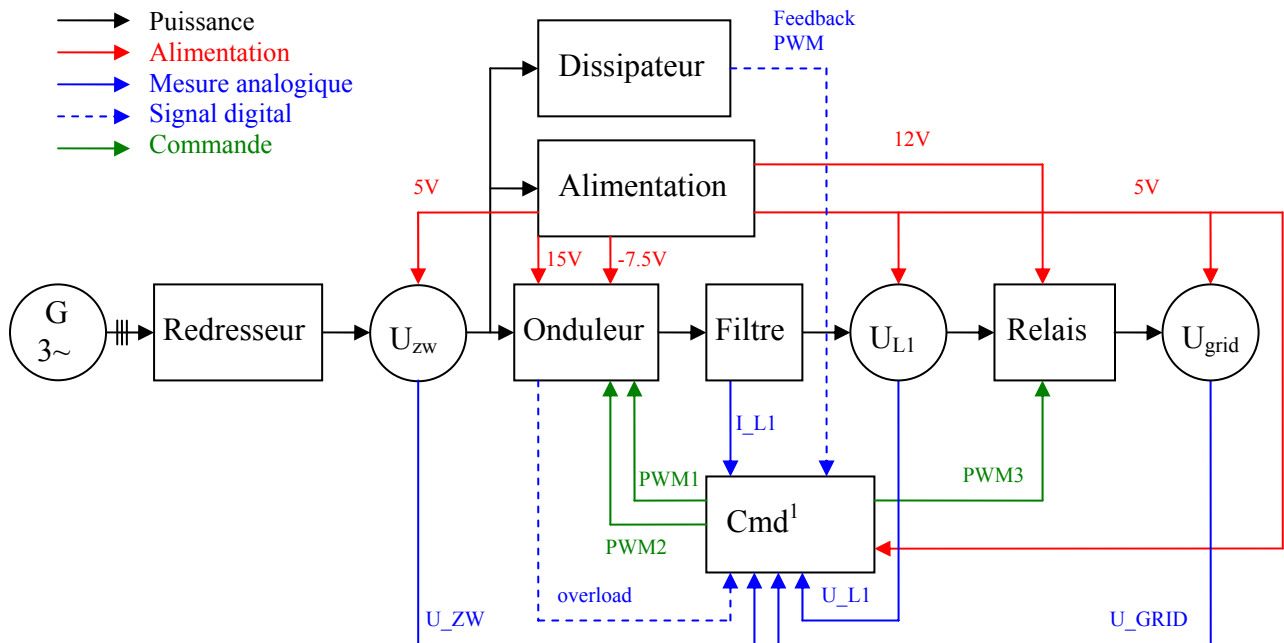 Puissance
Alimentation
Mesure analogique
Signal digital
Commande
Feedback
PWM
Dissipateur
Alimentation
12V
5V
5V
15V
-7.5V
G
3~
Redresseur
Uzw
Onduleur
Filtre
UL1
Relais
Ugrid
I_L1
PWM1
PWM2
Cmd¹
PWM3
overload
U_ZW
U_L1
U_GRID